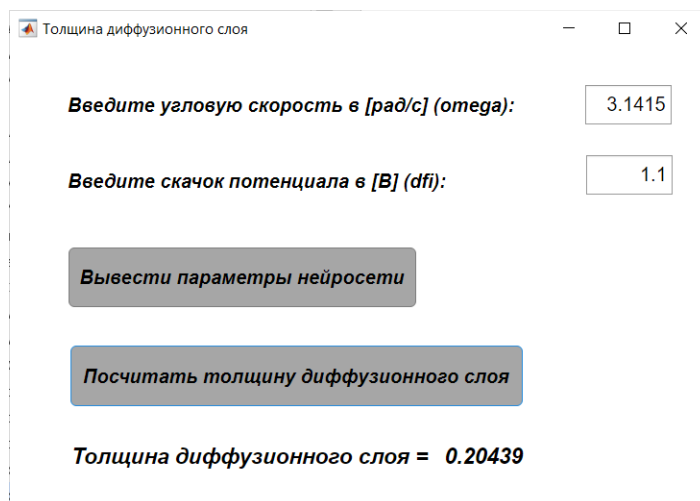 Толщина диффузионного слоя
Введите угловую скорость в [рад/с] (omega): 3.1415
Введите скачок потенциала в [В] (dfi): 1.1
Вывести параметры нейросети
Посчитать толщину диффузионного слоя
Толщина диффузионного слоя = 0.20439